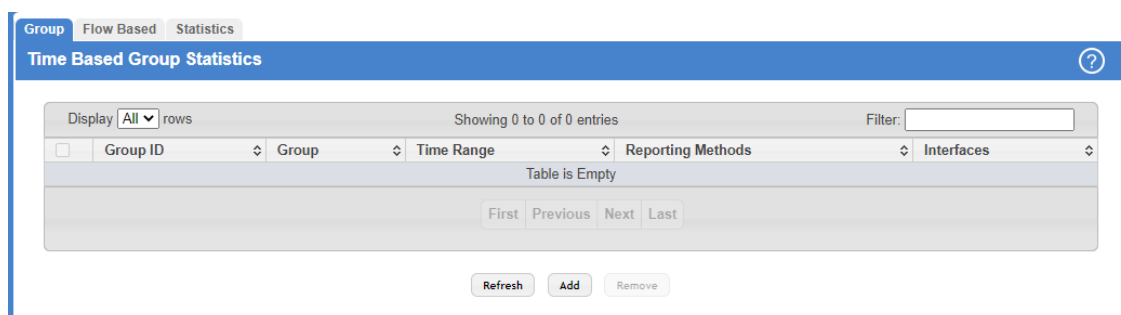 Group Flow Based Statistics
Time Based Group Statistics ?
Display All rows Showing 0 to 0 of 0 entries Filter:
Group ID Group Time Range Reporting Methods Interfaces
Table is Empty
First Previous Next Last
Refresh Add Remove